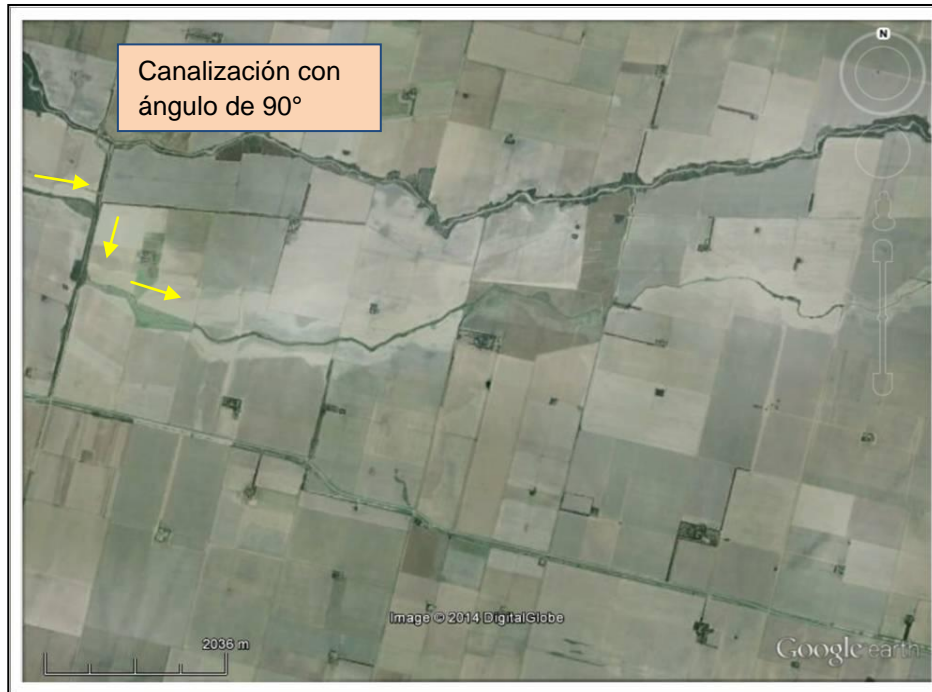 Canalización con
ángulo de 90°
N
Image © 2014 DigitalGlobe
2036 m
Google earth